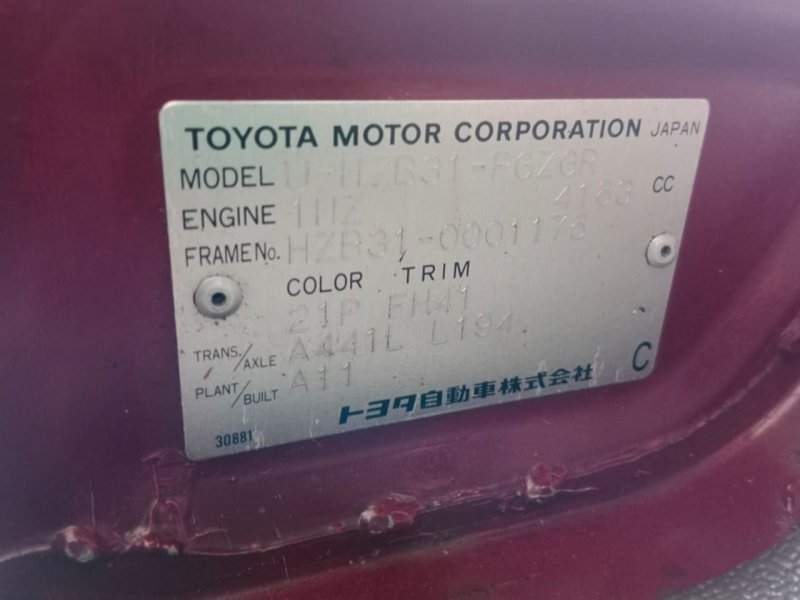 TOYOTA MOTOR CORPORATION JAPAN
MODEL U-HZB31-PGZGR
ENGINE 1HZ 4163 CC
FRAME No. HZB31-0001175
COLOR TRIM
21P FH41
TRANS./AXLE A441L L194
PLANT/BUILT A11
トヨタ自動車株式会社 C
30881